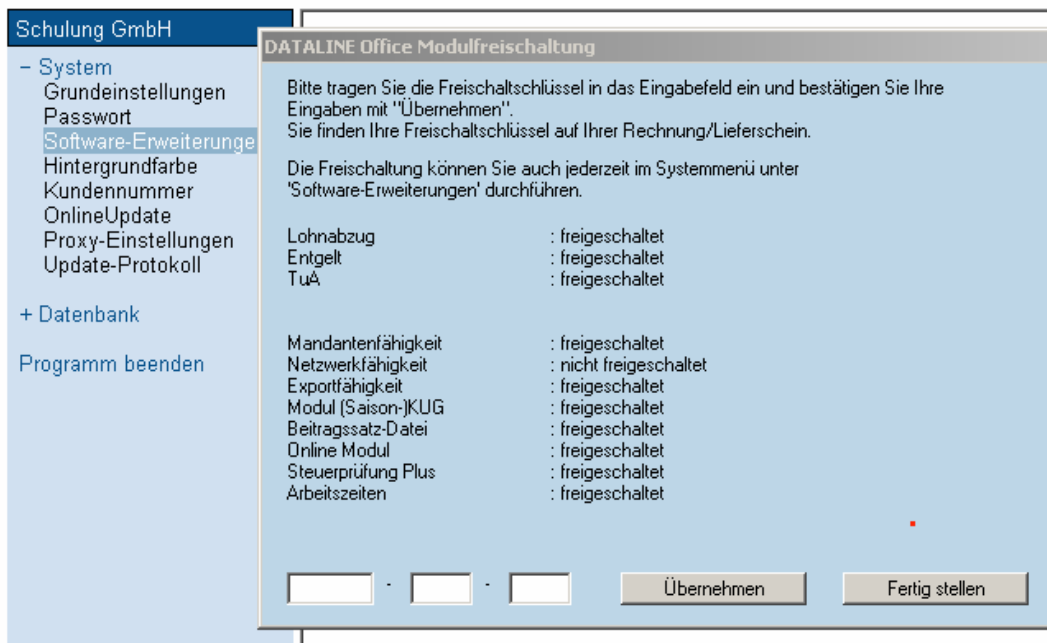 Schulung GmbH
− System
Grundeinstellungen
Passwort
Software-Erweiterunge
Hintergrundfarbe
Kundennummer
OnlineUpdate
Proxy-Einstellungen
Update-Protokoll
+ Datenbank
Programm beenden
DATALINE Office Modulfreischaltung
Bitte tragen Sie die Freischaltschlüssel in das Eingabefeld ein und bestätigen Sie Ihre
Eingaben mit "Übernehmen".
Sie finden Ihre Freischaltschlüssel auf Ihrer Rechnung/Lieferschein.
Die Freischaltung können Sie auch jederzeit im Systemmenü unter
'Software-Erweiterungen' durchführen.
Lohnabzug : freigeschaltet
Entgelt : freigeschaltet
TuA : freigeschaltet
Mandantenfähigkeit : freigeschaltet
Netzwerkfähigkeit : nicht freigeschaltet
Exportfähigkeit : freigeschaltet
Modul (Saison-)KUG : freigeschaltet
Beitragssatz-Datei : freigeschaltet
Online Modul : freigeschaltet
Steuerprüfung Plus : freigeschaltet
Arbeitszeiten : freigeschaltet
- - Übernehmen Fertig stellen